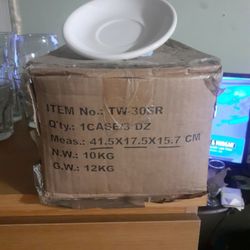 ITEM No.: TW-30SR
Q'ty.: 1CASE/3 DZ
Meas.: 41.5X17.5X15.7 CM
N.W.: 10KG
G.W.: 12KG